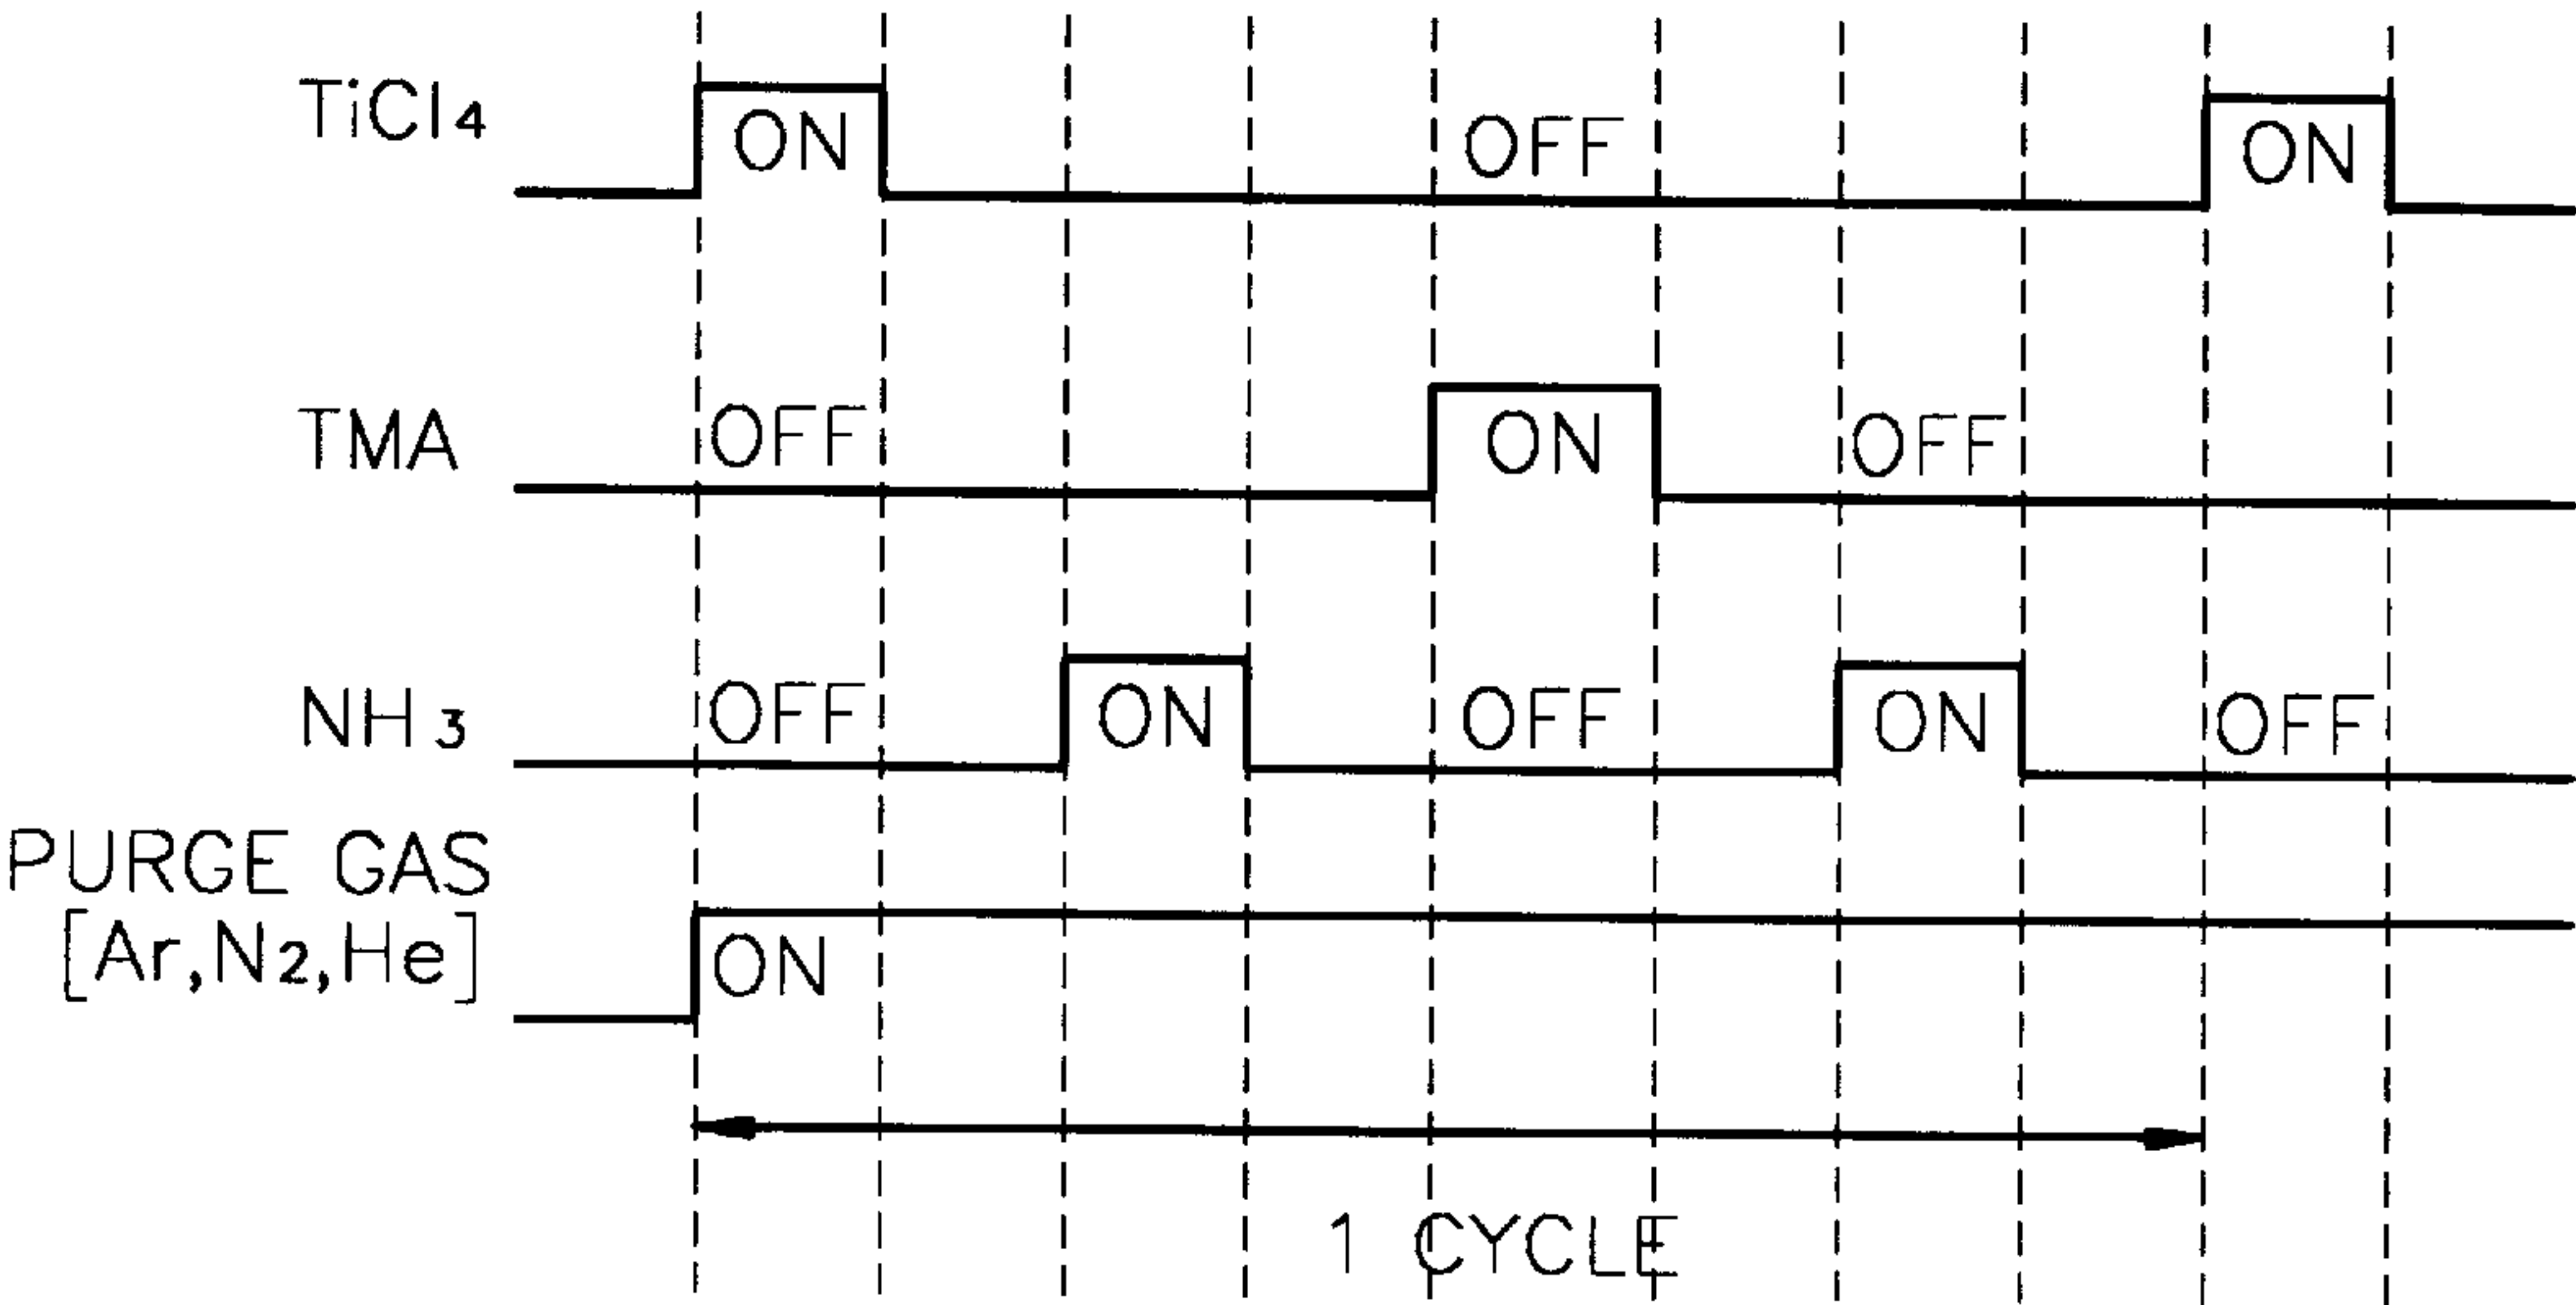 TiCl4 ON OFF ON
TMA OFF ON OFF
NH3 OFF ON OFF ON OFF
PURGE GAS
[Ar,N2,He] ON
1 CYCLE